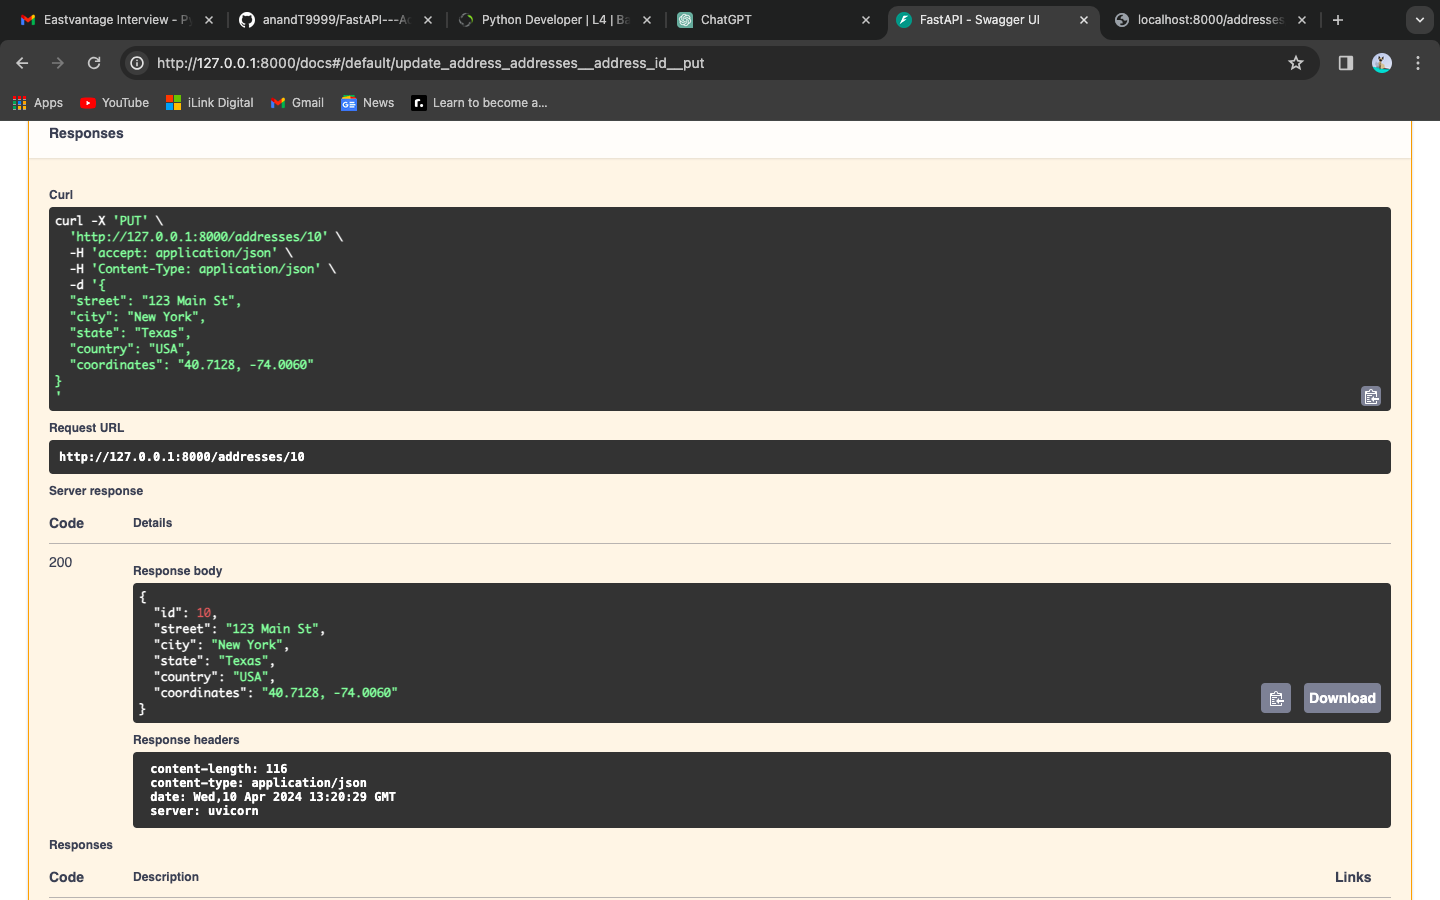 Eastvantage Interview - P
anandT9999/FastAPI---A
Python Developer | L4 | Ba
ChatGPT
FastAPI - Swagger UI
localhost:8000/addresses
http://127.0.0.1:8000/docs#/default/update_address_addresses__address_id__put
Apps
YouTube
iLink Digital
Gmail
News
Learn to become a...
Responses
Curl
curl -X 'PUT' \
'http://127.0.0.1:8000/addresses/10' \
-H 'accept: application/json' \
-H 'Content-Type: application/json' \
-d '{
"street": "123 Main St",
"city": "New York",
"state": "Texas",
"country": "USA",
"coordinates": "40.7128, -74.0060"
}
'
Request URL
http://127.0.0.1:8000/addresses/10
Server response
Code Details
200
Response body
{
"id": 10,
"street": "123 Main St",
"city": "New York",
"state": "Texas",
"country": "USA",
"coordinates": "40.7128, -74.0060"
}
Download
Response headers
content-length: 116
content-type: application/json
date: Wed,10 Apr 2024 13:20:29 GMT
server: uvicorn
Responses
Code Description Links